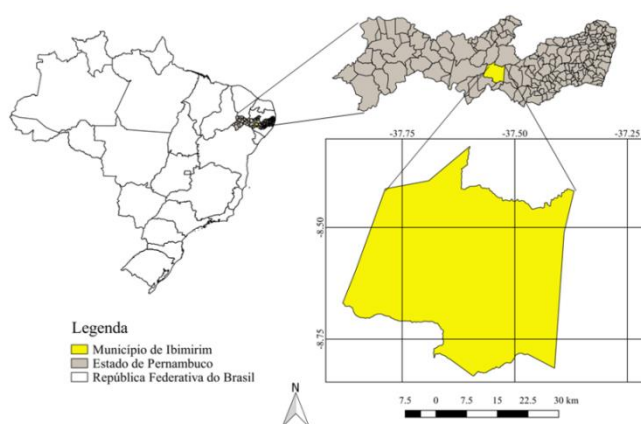 -37.75 -37.50 -37.25
-8.50
-8.75
Legenda
Município de Ibimirim
Estado de Pernambuco
República Federativa do Brasil
N
7.5 0 7.5 15 22.5 30 km